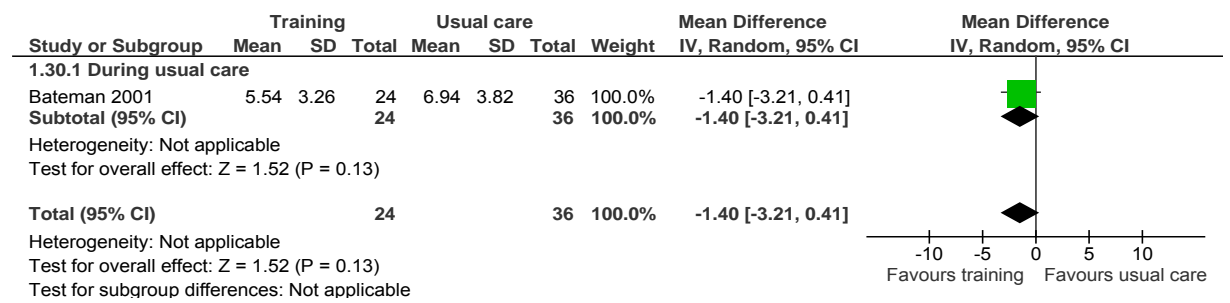 Training Usual care Mean Difference Mean Difference
Study or Subgroup Mean SD Total Mean SD Total Weight IV, Random, 95% CI IV, Random, 95% CI
1.30.1 During usual care
Bateman 2001 5.54 3.26 24 6.94 3.82 36 100.0% -1.40 [-3.21, 0.41]
Subtotal (95% CI) 24 36 100.0% -1.40 [-3.21, 0.41]
Heterogeneity: Not applicable
Test for overall effect: Z = 1.52 (P = 0.13)
Total (95% CI) 24 36 100.0% -1.40 [-3.21, 0.41]
Heterogeneity: Not applicable
Test for overall effect: Z = 1.52 (P = 0.13)
Test for subgroup differences: Not applicable
-10 -5 0 5 10
Favours training Favours usual care